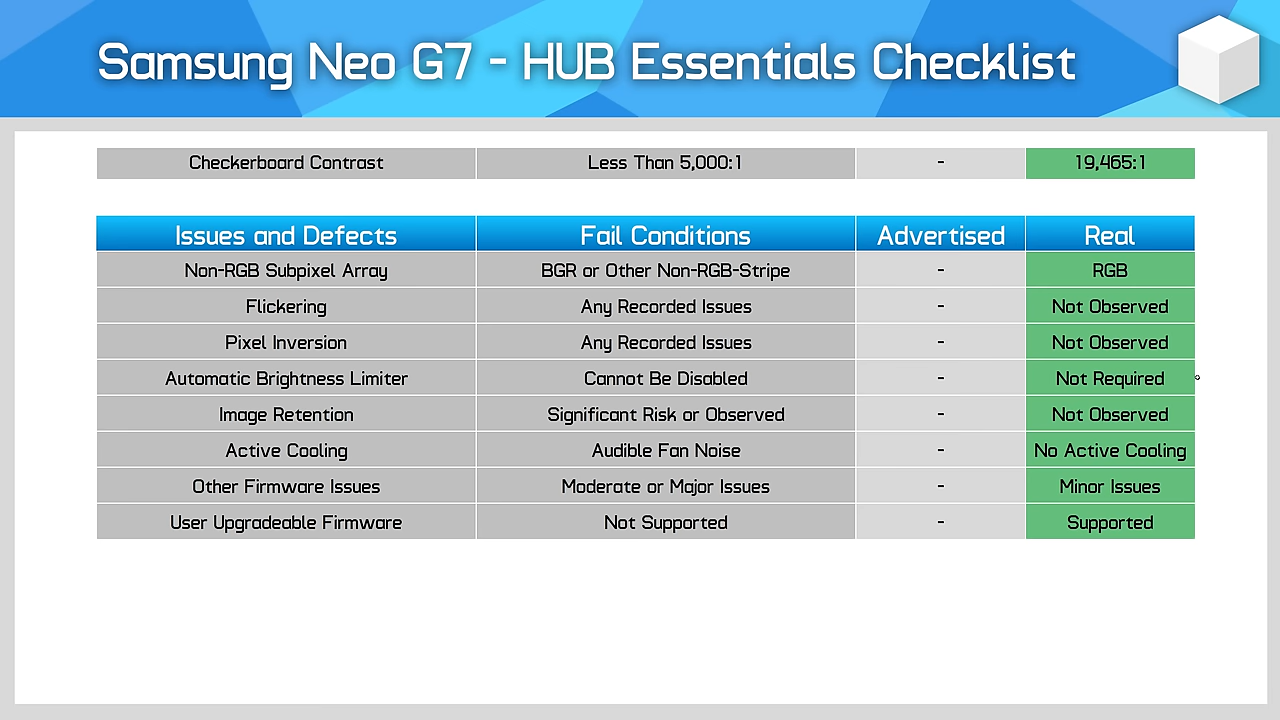 Samsung Neo G7 - HUB Essentials Checklist
Checkerboard Contrast Less Than 5,000:1 - 19,465:1
Issues and Defects Fail Conditions Advertised Real
Non-RGB Subpixel Array BGR or Other Non-RGB-Stripe - RGB
Flickering Any Recorded Issues - Not Observed
Pixel Inversion Any Recorded Issues - Not Observed
Automatic Brightness Limiter Cannot Be Disabled - Not Required
Image Retention Significant Risk or Observed - Not Observed
Active Cooling Audible Fan Noise - No Active Cooling
Other Firmware Issues Moderate or Major Issues - Minor Issues
User Upgradeable Firmware Not Supported - Supported